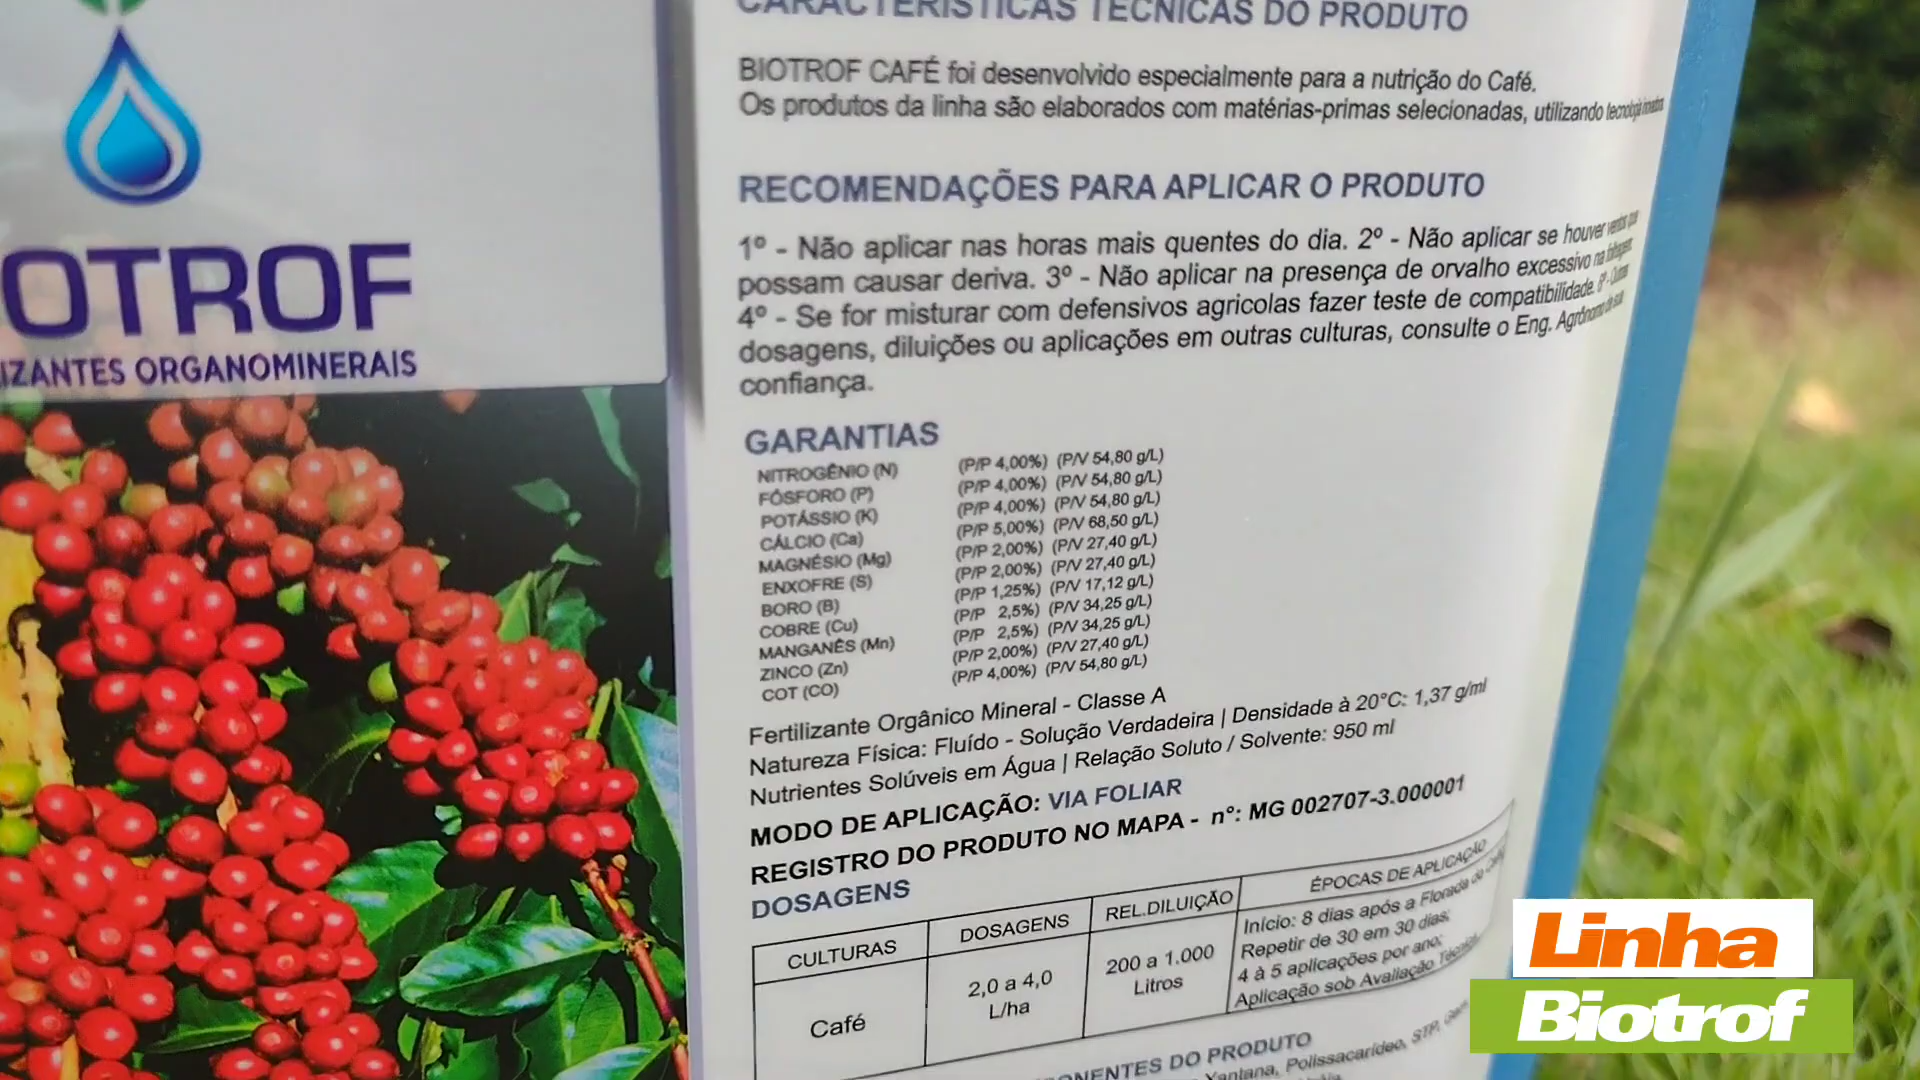 OTROF
IZANTES ORGANOMINERAIS
CARACTERÍSTICAS TÉCNICAS DO PRODUTO
BIOTROF CAFÉ foi desenvolvido especialmente para a nutrição do Café.
Os produtos da linha são elaborados com matérias-primas selecionadas, utilizando tecnologia
RECOMENDAÇÕES PARA APLICAR O PRODUTO
1º - Não aplicar nas horas mais quentes do dia. 2º - Não aplicar se houver ventos que
possam causar deriva. 3º - Não aplicar na presença de orvalho excessivo na
4º - Se for misturar com defensivos agricolas fazer teste de compatibilidade. 6º - Outras
dosagens, diluições ou aplicações em outras culturas, consulte o Eng. Agrônomo de sua
confiança.
GARANTIAS
NITROGÊNIO (N) (P/P 4,00%) (P/V 54,80 g/L)
FÓSFORO (P) (P/P 4,00%) (P/V 54,80 g/L)
POTÁSSIO (K) (P/P 4,00%) (P/V 54,80 g/L)
CÁLCIO (Ca) (P/P 5,00%) (P/V 68,50 g/L)
MAGNÉSIO (Mg) (P/P 2,00%) (P/V 27,40 g/L)
ENXOFRE (S) (P/P 2,00%) (P/V 27,40 g/L)
BORO (B) (P/P 1,25%) (P/V 17,12 g/L)
COBRE (Cu) (P/P 2,5%) (P/V 34,25 g/L)
MANGANÊS (Mn) (P/P 2,5%) (P/V 34,25 g/L)
ZINCO (Zn) (P/P 2,00%) (P/V 27,40 g/L)
COT (CO) (P/P 4,00%) (P/V 54,80 g/L)
Fertilizante Orgânico Mineral - Classe A
Natureza Física: Fluído - Solução Verdadeira | Densidade à 20°C: 1,37 g/ml
Nutrientes Solúveis em Água | Relação Soluto / Solvente: 950 ml
MODO DE APLICAÇÃO: VIA FOLIAR
REGISTRO DO PRODUTO NO MAPA - n°: MG 002707-3.000001
DOSAGENS
CULTURAS DOSAGENS REL.DILUIÇÃO ÉPOCAS DE APLICAÇÃO
Café
2,0 a 4,0
L/ha
200 a 1.000
Litros
Início: 8 dias após a Florada do Café;
Repetir de 30 em 30 dias;
4 à 5 aplicações por ano;
Aplicação sob Avaliação Técnica.
ONENTES DO PRODUTO
Xantana, Polissacarídeo, STP,
Linha
Biotrof